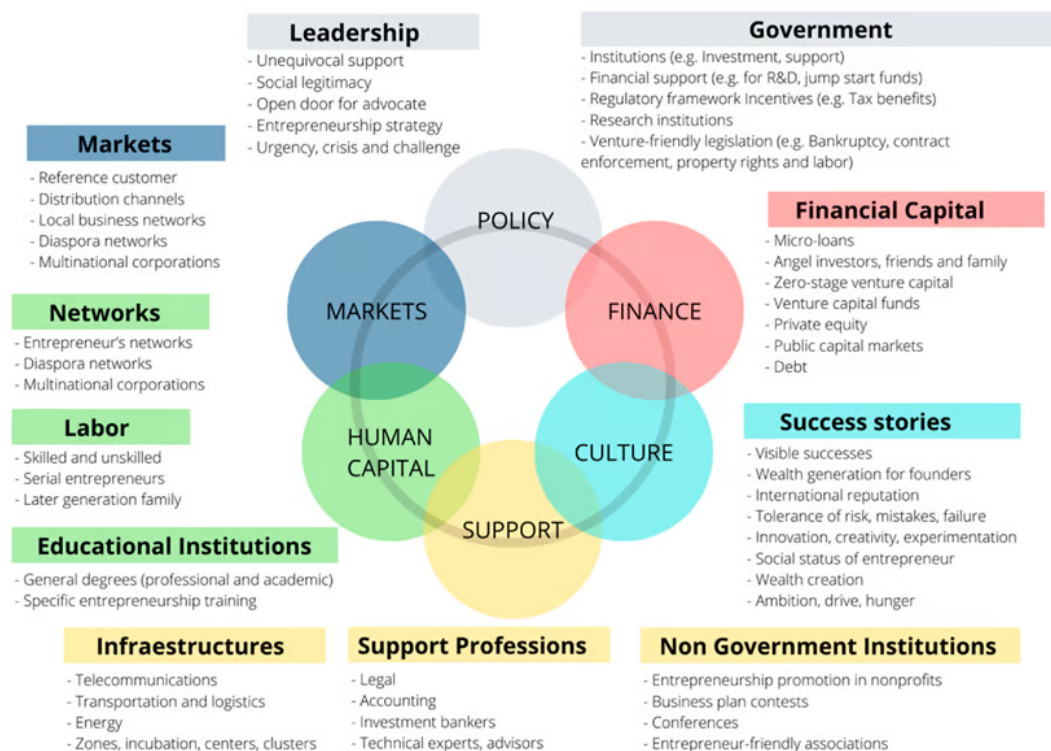 Leadership
- Unequivocal support
- Social legitimacy
- Open door for advocate
- Entrepreneurship strategy
- Urgency, crisis and challenge
Government
- Institutions (e.g. Investment, support)
- Financial support (e.g. for R&D, jump start funds)
- Regulatory framework Incentives (e.g. Tax benefits)
- Research institutions
- Venture-friendly legislation (e.g. Bankruptcy, contract
enforcement, property rights and labor)
Markets
- Reference customer
- Distribution channels
- Local business networks
- Diaspora networks
- Multinational corporations
POLICY
MARKETS
FINANCE
HUMAN
CAPITAL
CULTURE
SUPPORT
Financial Capital
- Micro-loans
- Angel investors, friends and family
- Zero-stage venture capital
- Venture capital funds
- Private equity
- Public capital markets
- Debt
Networks
- Entrepreneur's networks
- Diaspora networks
- Multinational corporations
Labor
- Skilled and unskilled
- Serial entrepreneurs
- Later generation family
Success stories
- Visible successes
- Wealth generation for founders
- International reputation
- Tolerance of risk, mistakes, failure
- Innovation, creativity, experimentation
- Social status of entrepreneur
- Wealth creation
- Ambition, drive, hunger
Educational Institutions
- General degrees (professional and academic)
- Specific entrepreneurship training
Infraestructures
- Telecommunications
- Transportation and logistics
- Energy
- Zones, incubation, centers, clusters
Support Professions
- Legal
- Accounting
- Investment bankers
- Technical experts, advisors
Non Government Institutions
- Entrepreneurship promotion in nonprofits
- Business plan contests
- Conferences
- Entrepreneur-friendly associations